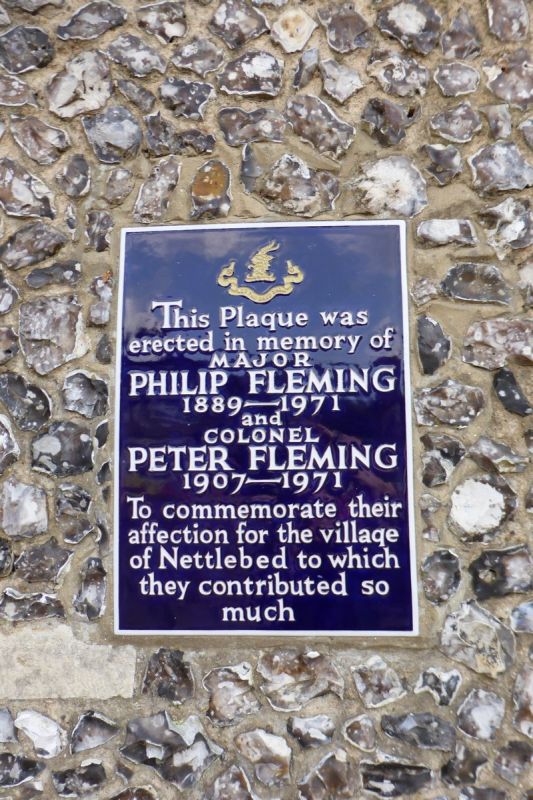 This Plaque was
erected in memory of
MAJOR
PHILIP FLEMING
1889—1971
and
COLONEL
PETER FLEMING
1907—1971
To commemorate their
affection for the village
of Nettlebed to which
they contributed so
much